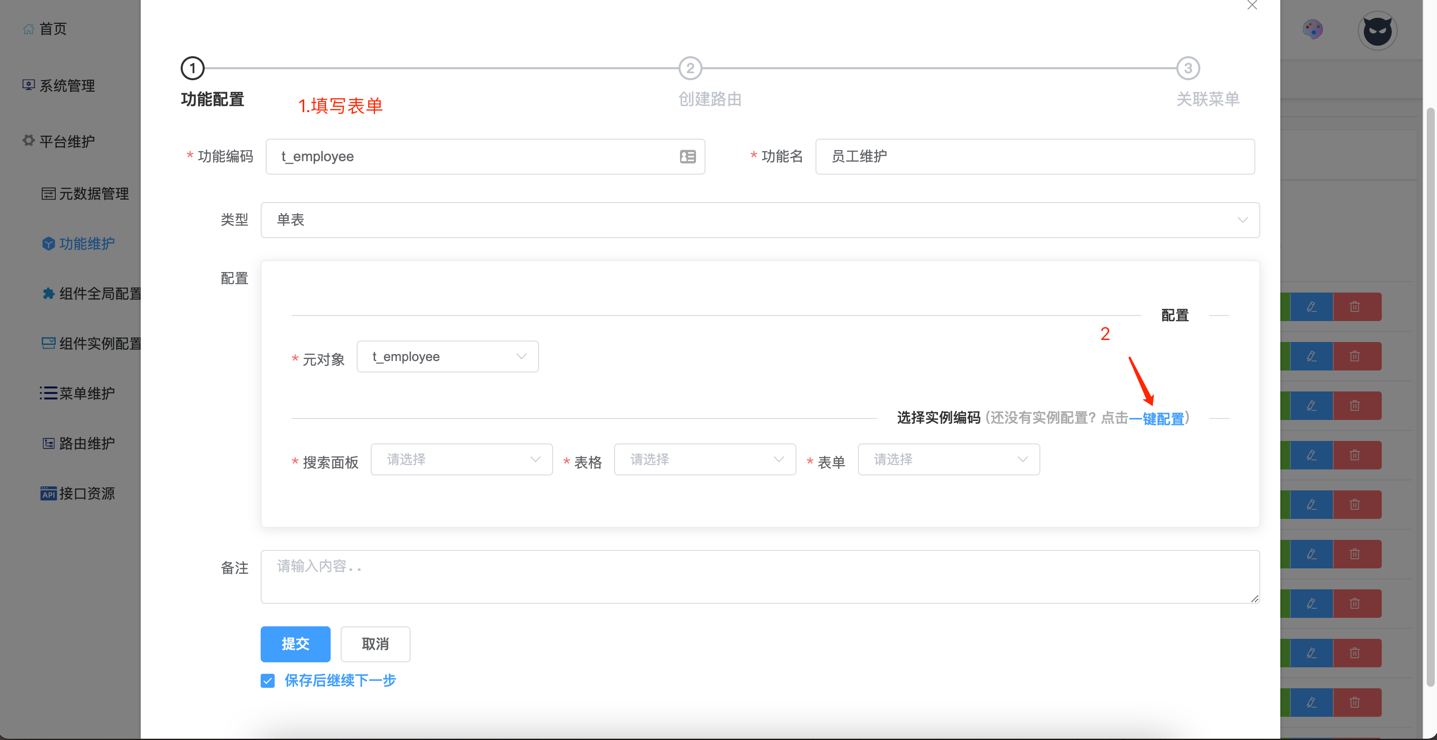 首页
系统管理
平台维护
元数据管理
功能维护
组件全局配置
组件实例配置
菜单维护
路由维护
API 接口资源
1
2
3
功能配置
创建路由
关联菜单
1.填写表单
* 功能编码 t_employee
* 功能名 员工维护
类型 单表
配置
配置
2
* 元对象 t_employee
选择实例编码 (还没有实例配置? 点击一键配置)
* 搜索面板 请选择 * 表格 请选择 * 表单 请选择
备注 请输入内容..
提交 取消
保存后继续下一步